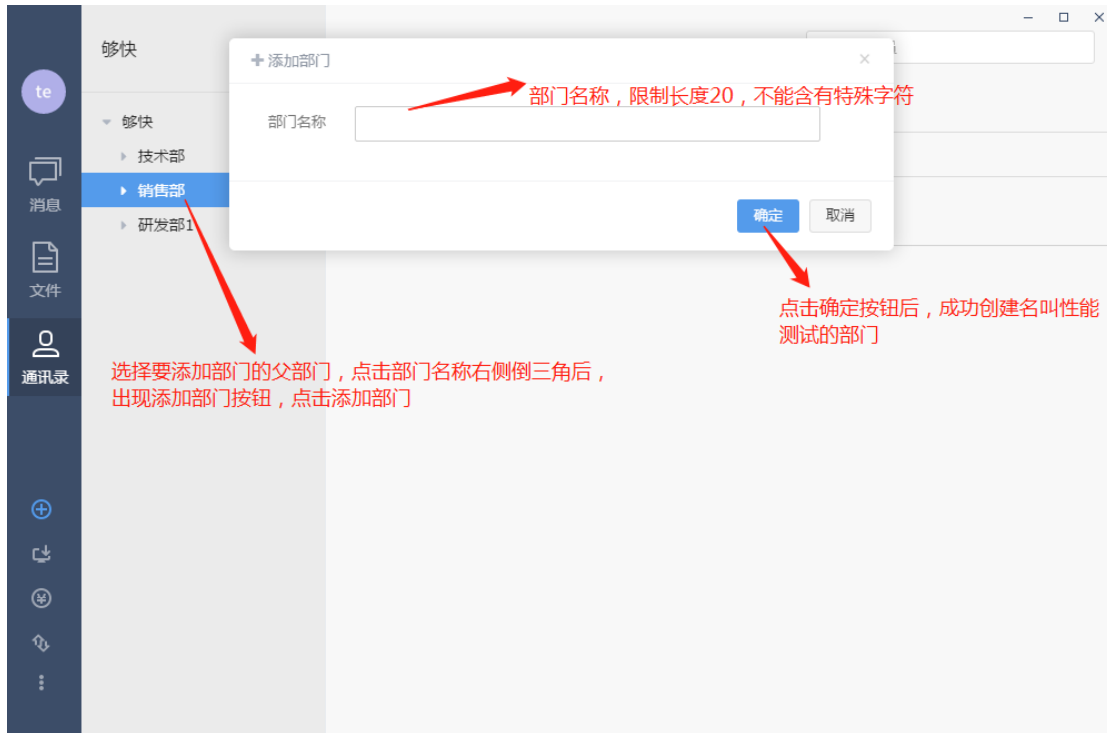 够快
te
添加部门
部门名称，限制长度20，不能含有特殊字符
部门名称
够快
技术部
销售部
研发部1
消息
文件
通讯录
确定
取消
点击确定按钮后，成功创建名叫性能
测试的部门
选择要添加部门的父部门，点击部门名称右侧倒三角后，
出现添加部门按钮，点击添加部门